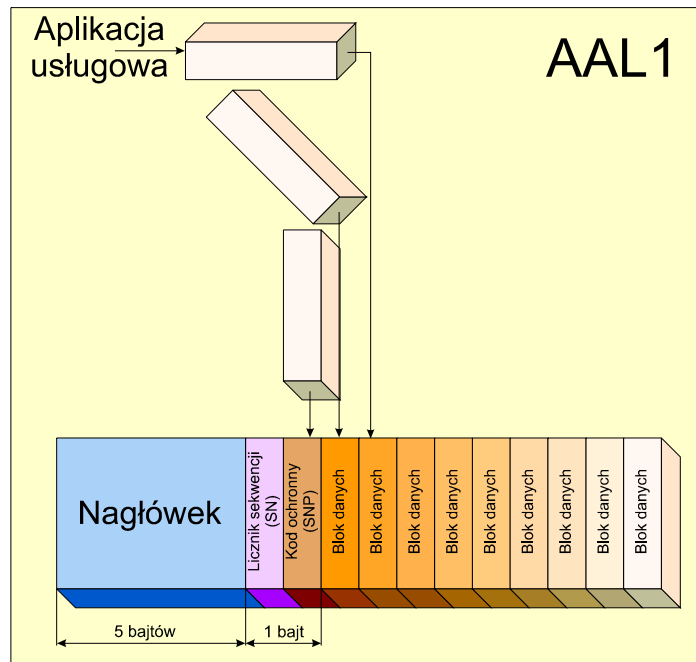 Aplikacja
usługowa
AAL1
Nagłówek
Licznik sekwencji
(SN)
Kod ochronny
(SNP)
Blok danych
Blok danych
Blok danych
Blok danych
Blok danych
Blok danych
Blok danych
Blok danych
Blok danych
5 bajtów
1 bajt